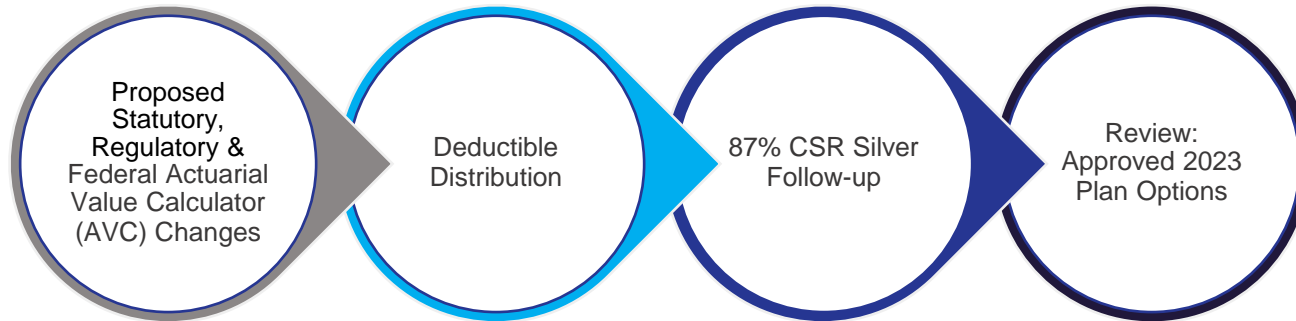 Proposed
Statutory,
Regulatory &
Federal Actuarial
Value Calculator
(AVC) Changes
Deductible
Distribution
87% CSR Silver
Follow-up
Review:
Approved 2023
Plan Options